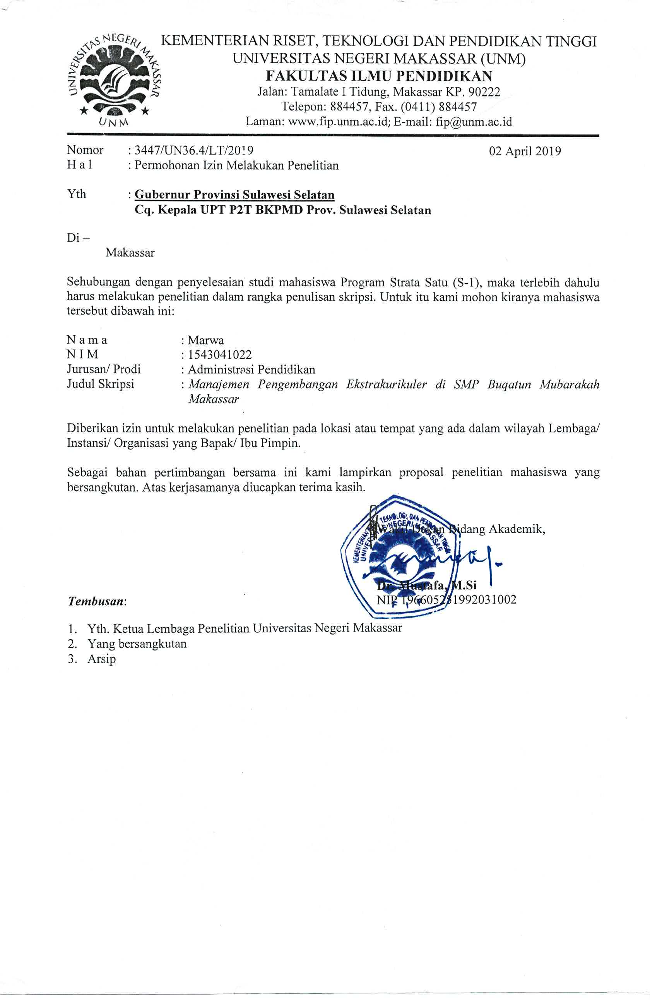 UNIVERSITAS NEGERI MAKASSAR
UNM
KEMENTERIAN RISET, TEKNOLOGI DAN PENDIDIKAN TINGGI
UNIVERSITAS NEGERI MAKASSAR (UNM)
FAKULTAS ILMU PENDIDIKAN
Jalan: Tamalate I Tidung, Makassar KP. 90222
Telepon: 884457, Fax. (0411) 884457
Laman: www.fip.unm.ac.id; E-mail: fip@unm.ac.id
Nomor : 3447/UN36.4/LT/2019 02 April 2019
H a l : Permohonan Izin Melakukan Penelitian
Yth : Gubernur Provinsi Sulawesi Selatan
Cq. Kepala UPT P2T BKPMD Prov. Sulawesi Selatan
Di –
Makassar
Sehubungan dengan penyelesaian studi mahasiswa Program Strata Satu (S-1), maka terlebih dahulu
harus melakukan penelitian dalam rangka penulisan skripsi. Untuk itu kami mohon kiranya mahasiswa
tersebut dibawah ini:
N a m a : Marwa
N I M : 1543041022
Jurusan/ Prodi : Administrasi Pendidikan
Judul Skripsi : Manajemen Pengembangan Ekstrakurikuler di SMP Buqatun Mubarakah
Makassar
Diberikan izin untuk melakukan penelitian pada lokasi atau tempat yang ada dalam wilayah Lembaga/
Instansi/ Organisasi yang Bapak/ Ibu Pimpin.
Sebagai bahan pertimbangan bersama ini kami lampirkan proposal penelitian mahasiswa yang
bersangkutan. Atas kerjasamanya diucapkan terima kasih.
Wakil Dekan Bidang Akademik,
KEMENTERIAN TEKNOLOGI, DAN PENDIDIKAN TINGGI
UNIVERSITAS NEGERI MAKASSAR
F I P
Dr. Mustafa, M.Si
NIP 196605251992031002
Tembusan:
1. Yth. Ketua Lembaga Penelitian Universitas Negeri Makassar
2. Yang bersangkutan
3. Arsip